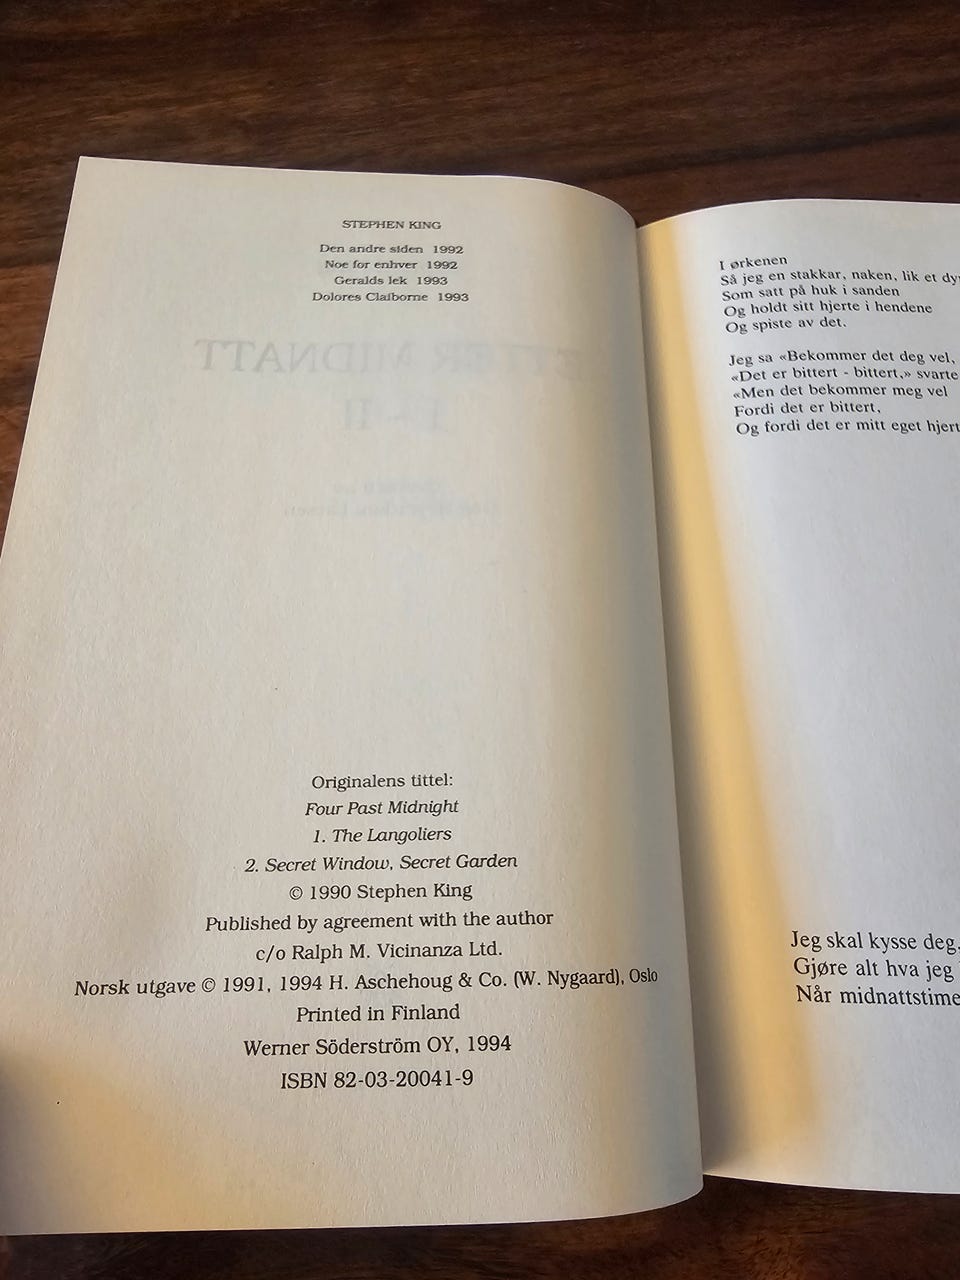 STEPHEN KING
Den andre siden 1992
Noe for enhver 1992
Geralds lek 1993
Dolores Claiborne 1993
ETTER MIDNATT
I - II
Originalens tittel:
Four Past Midnight
1. The Langoliers
2. Secret Window, Secret Garden
© 1990 Stephen King
Published by agreement with the author
c/o Ralph M. Vicinanza Ltd.
Norsk utgave © 1991, 1994 H. Aschehoug & Co. (W. Nygaard), Oslo
Printed in Finland
Werner Söderström OY, 1994
ISBN 82-03-20041-9
I ørkenen
Så jeg en stakkar, naken, lik et
Som satt på huk i sanden
Og holdt sitt hjerte i hendene
Og spiste av det.
Jeg sa «Bekommer det deg vel,
«Det er bittert - bittert,» svarte
«Men det bekommer meg vel
Fordi det er bittert,
Og fordi det er mitt eget
Jeg skal kysse deg,
Gjøre alt hva jeg
Når